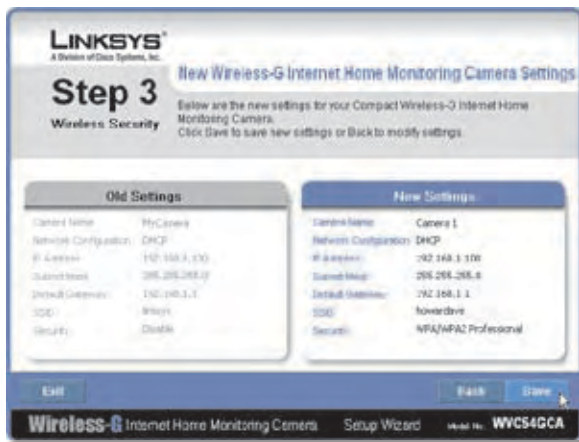 LINKSYS®
A Division of Cisco Systems, Inc.
Step 3
Wireless Security
New Wireless-G Internet Home Monitoring Camera Settings
Below are the new settings for your Compact Wireless-G Internet Home
Monitoring Camera.
Click Save to save new settings or Back to modify settings.
Old Settings
Camera Name: MyCamera
Network Configuration: DHCP
IP Address: 192.168.1.100
Subnet Mask: 255.255.255.0
Default Gateway: 192.168.1.1
SSID: linksys
Security: Disable
New Settings
Camera Name: Camera 1
Network Configuration: DHCP
IP Address: 192.168.1.100
Subnet Mask: 255.255.255.0
Default Gateway: 192.168.1.1
SSID: howardtave
Security: WPA/WPA2 Professional
Exit
Back
Save
Wireless-G Internet Home Monitoring Camera
Setup Wizard
Model No. WVC54GCA